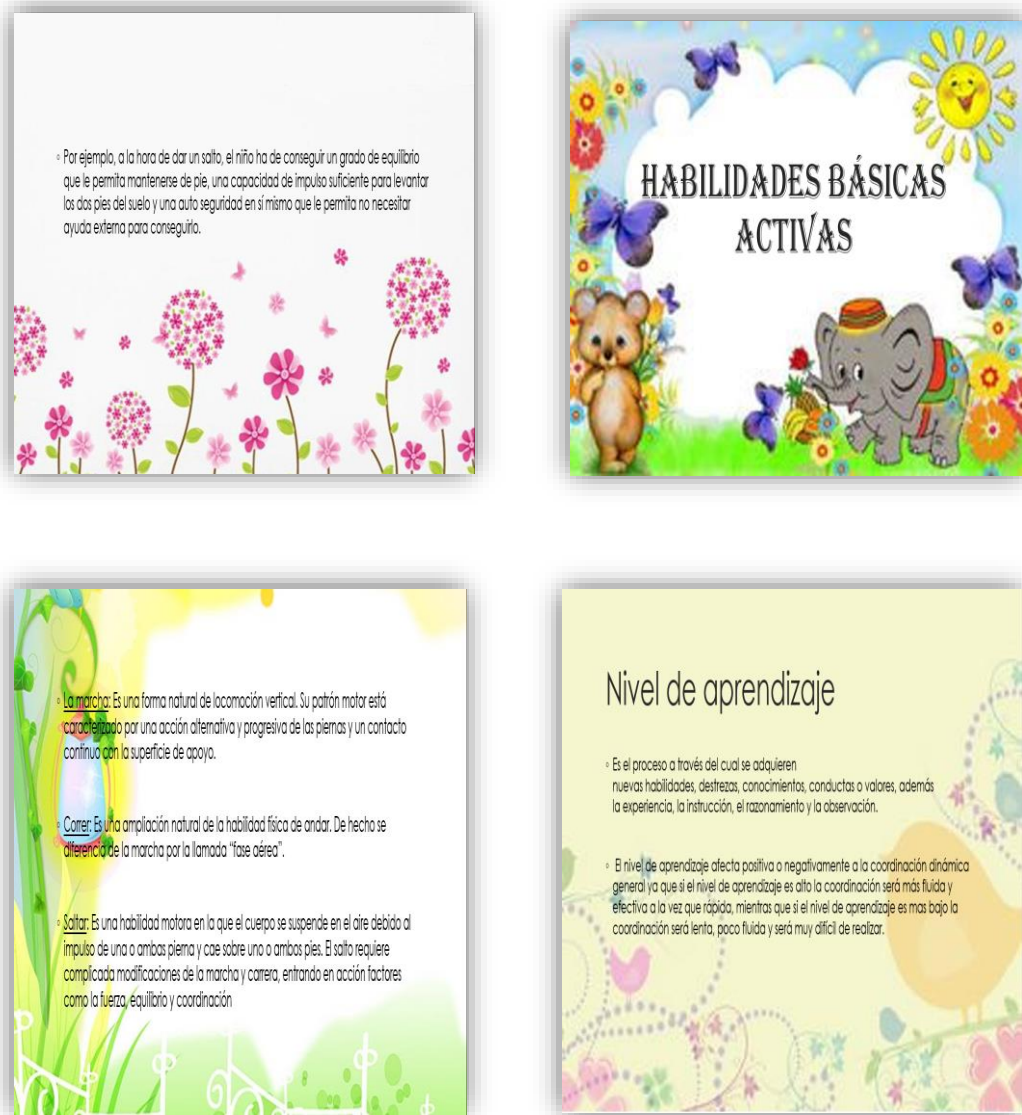 ◦ Por ejemplo, a la hora de dar un salto, el niño ha de conseguir un grado de equilibrio
que le permita mantenerse de pie, una capacidad de impulso suficiente para levantar
los dos pies del suelo y una auto seguridad en sí mismo que le permita no necesitar
ayuda externa para conseguirlo.
HABILIDADES BÁSICAS
ACTIVAS
◦ La marcha: Es una forma natural de locomoción vertical. Su patrón motor está
caracterizado por una acción alternativa y progresiva de las piernas y un contacto
continuo con la superficie de apoyo.
◦ Correr: Es una ampliación natural de la habilidad física de andar. De hecho se
diferencia de la marcha por la llamada “fase aérea”.
◦ Saltar: Es una habilidad motora en la que el cuerpo se suspende en el aire debido al
impulso de una o ambas pierna y cae sobre uno o ambos pies. El salto requiere
complicada modificaciones de la marcha y carrera, entrando en acción factores
como la fuerza, equilibrio y coordinación
Nivel de aprendizaje
◦ Es el proceso a través del cual se adquieren
nuevas habilidades, destrezas, conocimientos, conductas o valores, además
la experiencia, la instrucción, el razonamiento y la observación.
◦ El nivel de aprendizaje afecta positiva o negativamente a la coordinación dinámica
general ya que si el nivel de aprendizaje es alto la coordinación será más fluida y
efectiva a la vez que rápida, mientras que si el nivel de aprendizaje es mas bajo la
coordinación será lenta, poco fluida y será muy difícil de realizar.